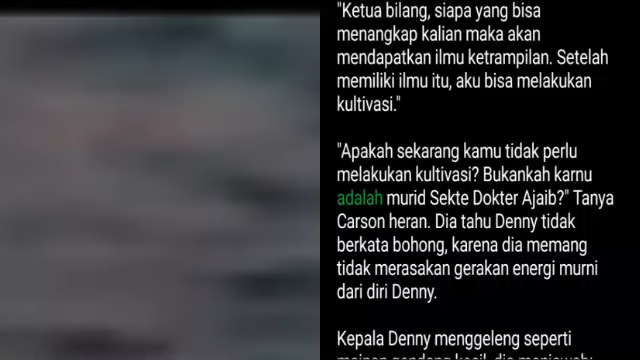 "Ketua bilang, siapa yang bisa
menangkap kalian maka akan
mendapatkan ilmu ketrampilan. Setelah
memiliki ilmu itu, aku bisa melakukan
kultivasi."
"Apakah sekarang kamu tidak perlu
melakukan kultivasi? Bukankah karnu
adalah murid Sekte Dokter Ajaib?" Tanya
Carson heran. Dia tahu Denny tidak
berkata bohong, karena dia memang
tidak merasakan gerakan energi murni
dari diri Denny.
Kepala Denny menggeleng seperti